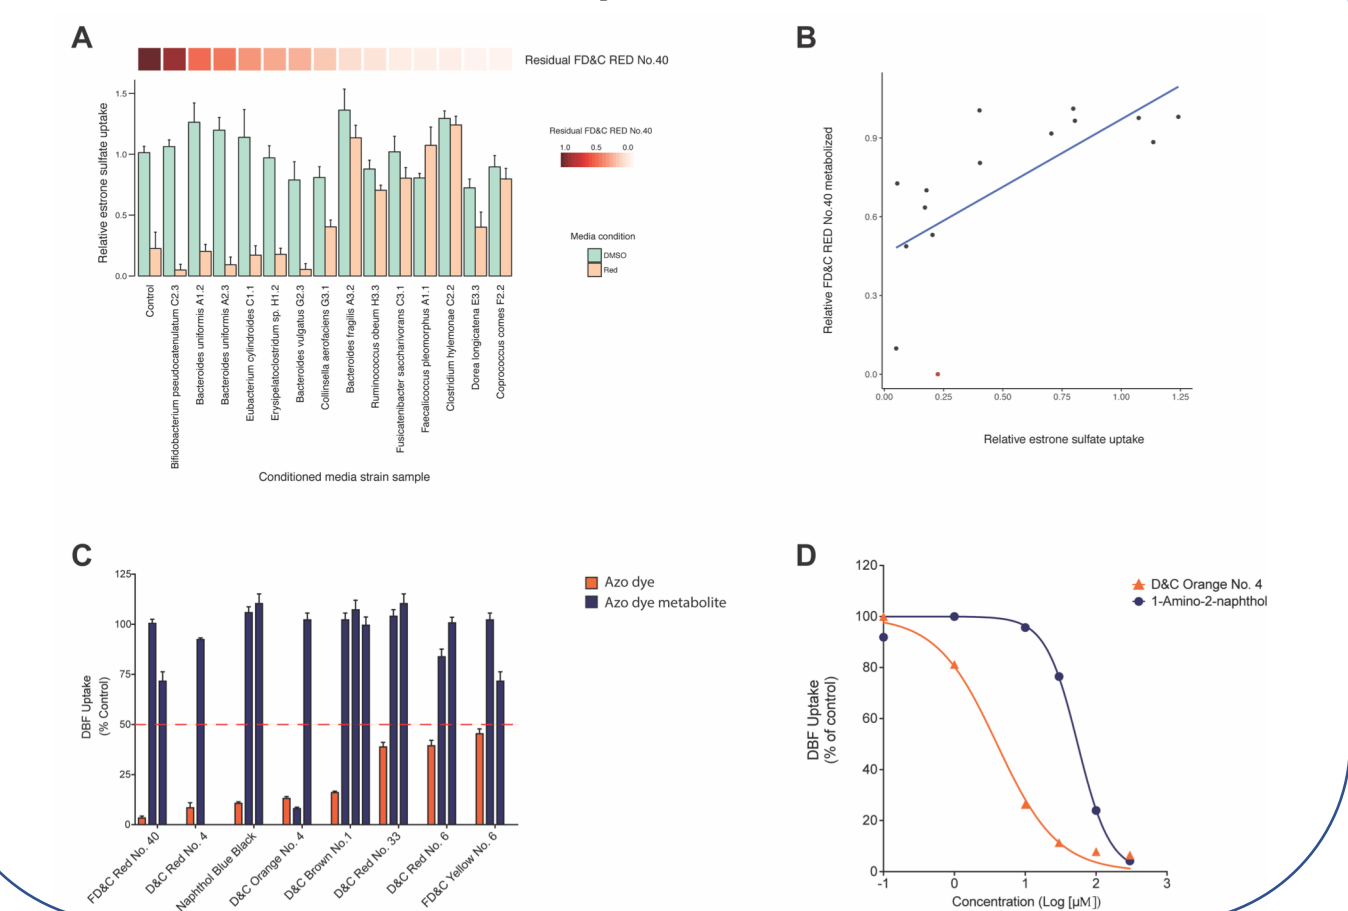 A
Residual FD&C RED No.40
Relative estrone sulfate uptake
1.5
1.0
0.5
0.0
Residual FD&C RED No.40
1.0 0.5 0.0
Media condition
DMSO
Red
Control
Bifidobacterium pseudocatenulatum C2.3
Bacteroides uniformis A1.2
Bacteroides uniformis A2.3
Eubacterium cylindroides C1.1
Erysipelatoclostridum sp. H1.2
Bacteroides vulgatus G2.3
Collinsella aerofaciens G3.1
Bacteroides fragilis A3.2
Ruminococcus obeum H3.3
Fusicatenibacter saccharivorans C3.1
Faecalicoccus pleomorphus A1.1
Clostridium hylemonae C2.2
Dorea longicatena E3.3
Coprococcus comes F2.2
Conditioned media strain sample
B
Relative FD&C RED No.40 metabolized
0.9
0.6
0.3
0.0
0.00 0.25 0.50 0.75 1.00 1.25
Relative estrone sulfate uptake
C
DBF Uptake
(% Control)
125
100
75
50
25
0
Azo dye
Azo dye metabolite
FD&C Red No. 40
D&C Red No. 4
Naphthol Blue Black
D&C Orange No. 4
D&C Brown No. 1
D&C Red No. 33
D&C Red No. 6
FD&C Yellow No. 6
D
DBF Uptake
(% of control)
120
100
80
60
40
20
0
-1 0 1 2 3
Concentration (Log [µM])
D&C Orange No. 4
1-Amino-2-naphthol